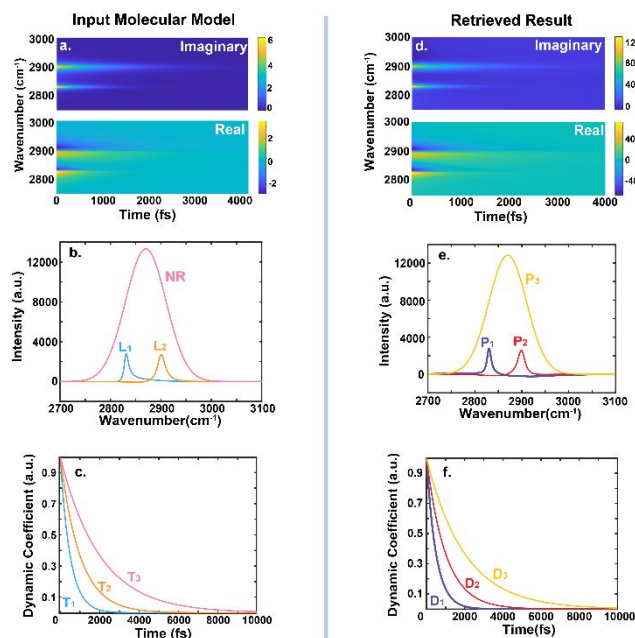 Input Molecular Model
a.
Imaginary
3000
2900
2800
6
4
2
0
Wavenumber (cm⁻¹)
Real
3000
2900
2800
2
0
-2
0 1000 2000 3000 4000
Time (fs)
b.
NR
L₁
L₂
12000
8000
4000
0
Intensity (a.u.)
2700 2800 2900 3000 3100
Wavenumber(cm⁻¹)
c.
0.9
0.7
0.5
0.3
0.1
Dynamic Coefficient (a.u.)
T₁
T₂
T₃
0 2000 4000 6000 8000 10000
Time (fs)
Retrieved Result
d.
Imaginary
3000
2900
2800
80
40
0
Wavenumber (cm⁻¹)
Real
3000
2900
2800
40
0
0 1000 2000 3000 4000
Time(fs)
e.
P₃
P₁
P₂
12000
8000
4000
0
Intensity (a.u.)
2700 2800 2900 3000 3100
Wavenumber(cm⁻¹)
f.
0.9
0.7
0.5
0.3
0.1
Dynamic Coefficient (a.u.)
D₁
D₂
D₃
0 2000 4000 6000 8000 10000
Time (fs)